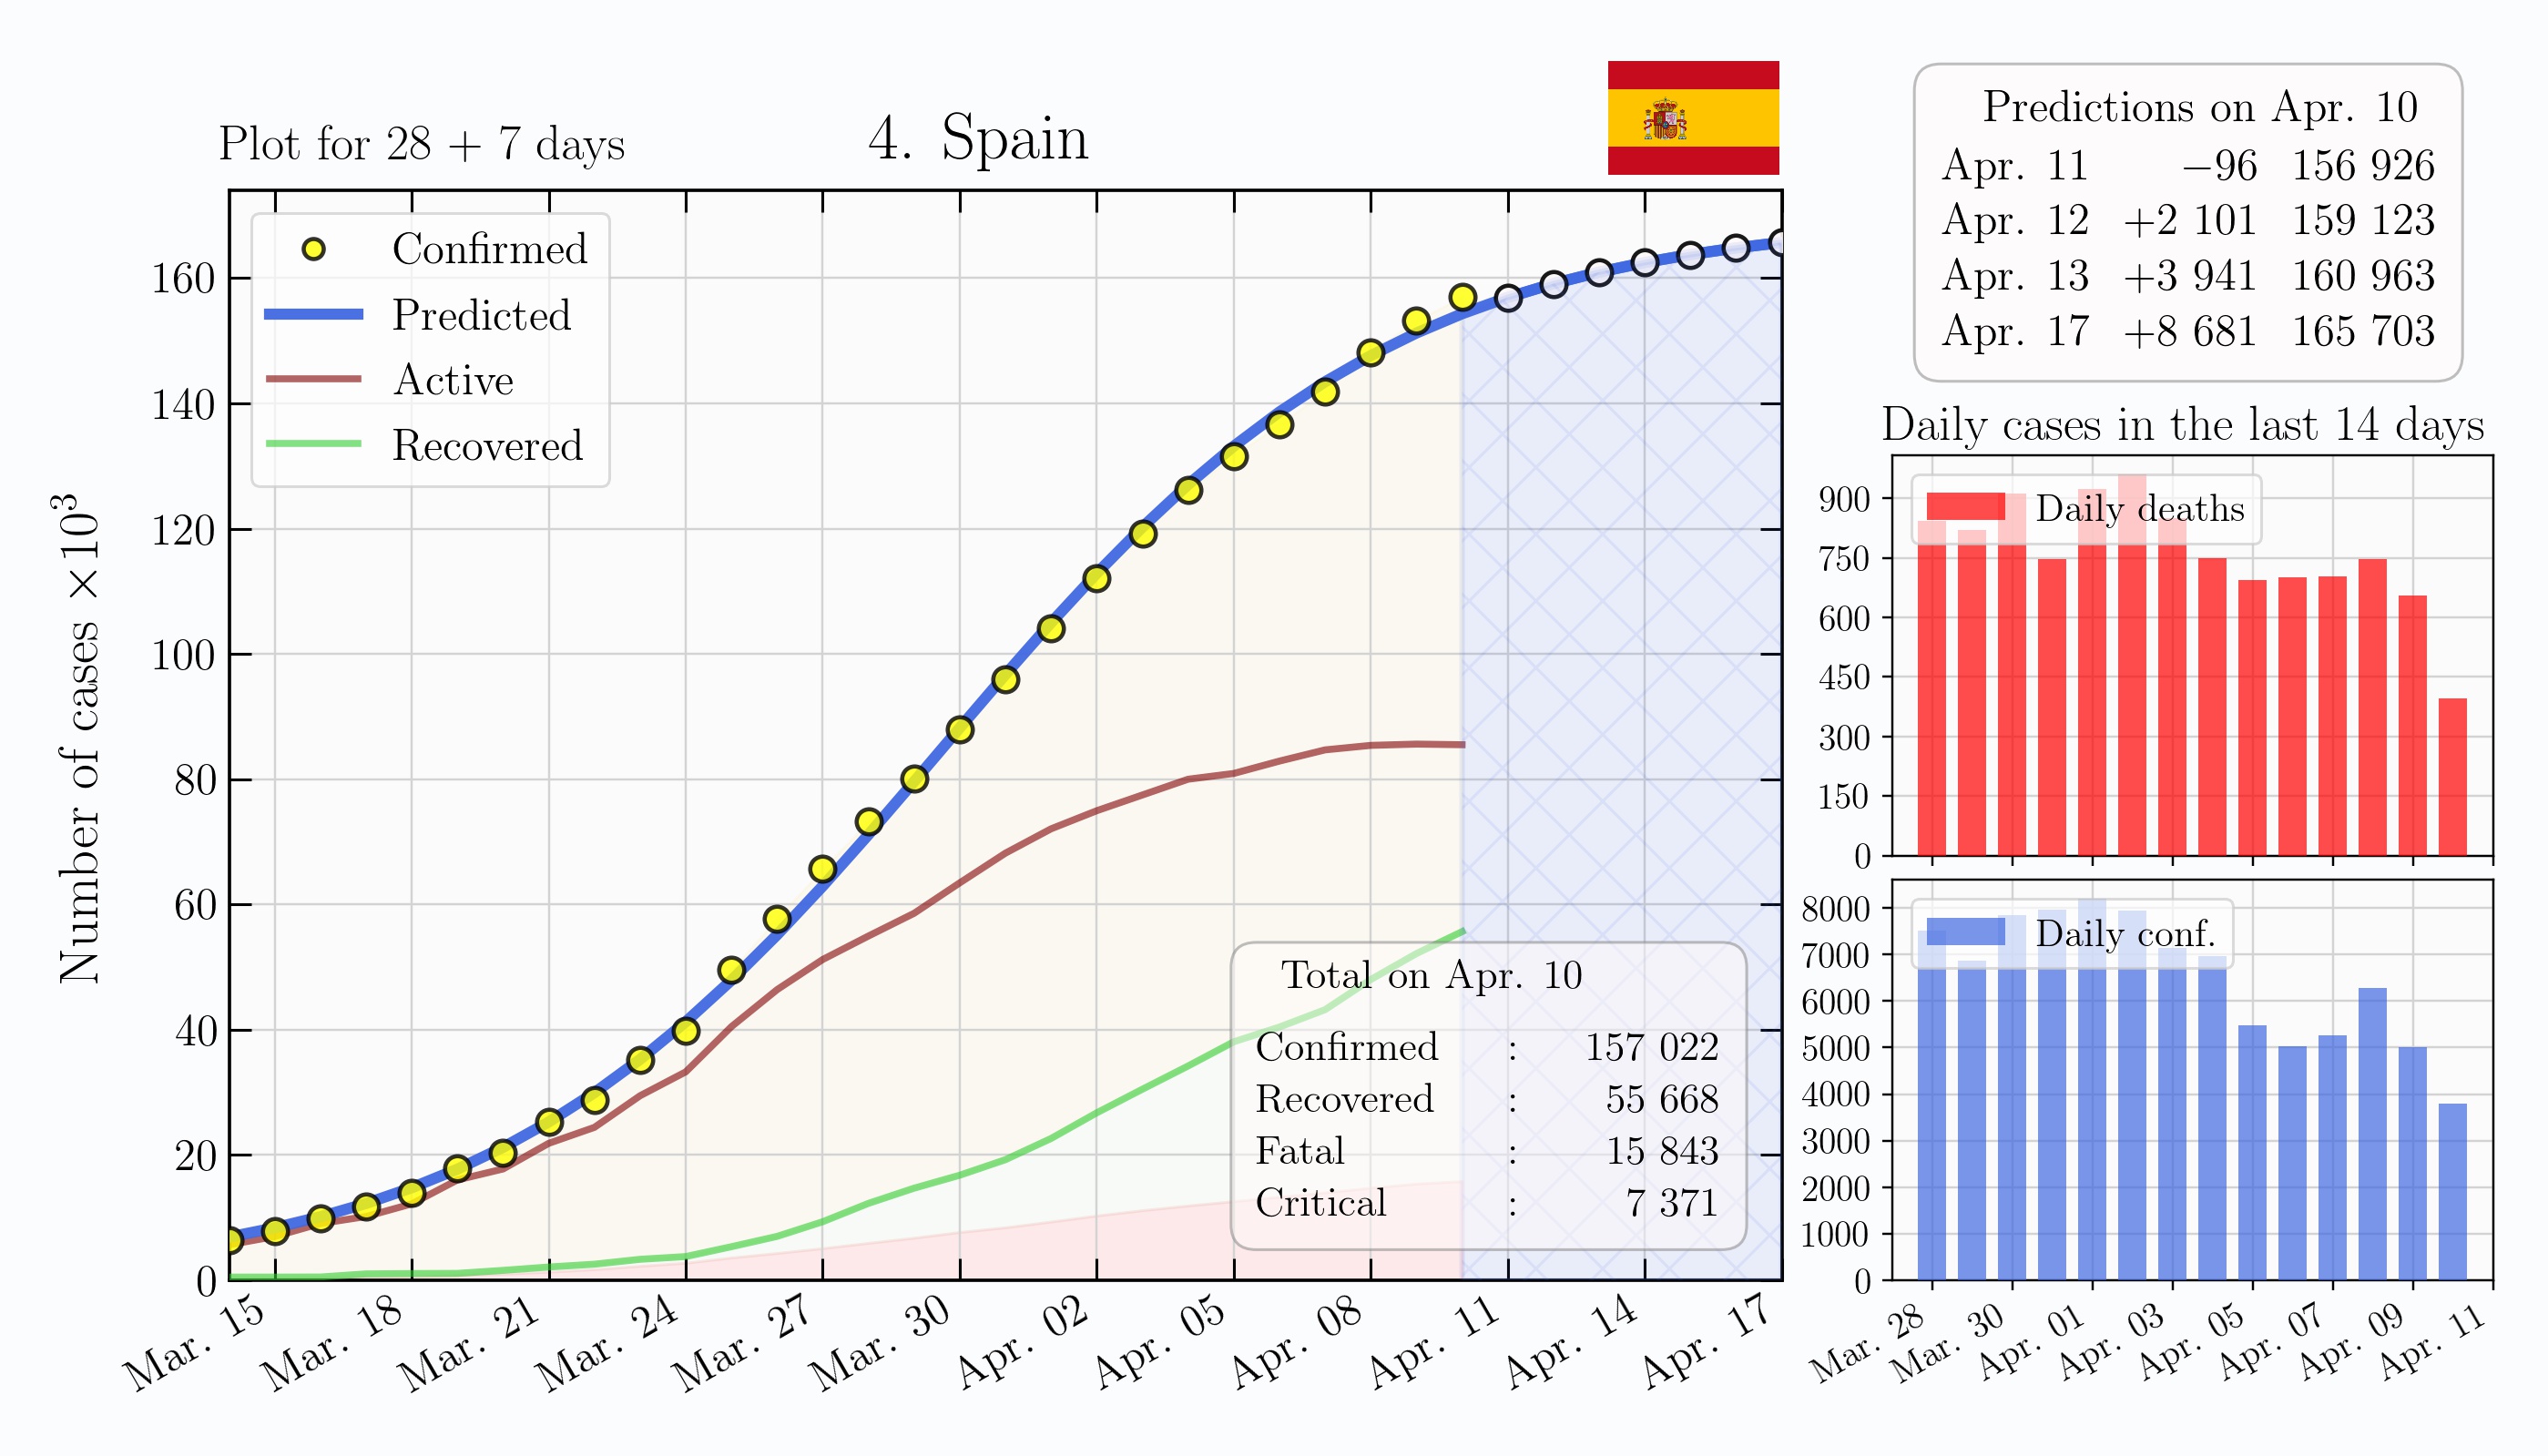 Plot for 28 + 7 days
4. Spain
Number of cases ×10³
160
140
120
100
80
60
40
20
0
Confirmed
Predicted
Active
Recovered
Total on Apr. 10
Confirmed : 157 022
Recovered : 55 668
Fatal : 15 843
Critical : 7 371
Mar. 15
Mar. 18
Mar. 21
Mar. 24
Mar. 27
Mar. 30
Apr. 02
Apr. 05
Apr. 08
Apr. 11
Apr. 14
Apr. 17
Predictions on Apr. 10
Apr. 11 −96 156 926
Apr. 12 +2 101 159 123
Apr. 13 +3 941 160 963
Apr. 17 +8 681 165 703
Daily cases in the last 14 days
900
750
600
450
300
150
0
Daily deaths
8000
7000
6000
5000
4000
3000
2000
1000
0
Daily conf.
Mar. 28
Mar. 30
Apr. 01
Apr. 03
Apr. 05
Apr. 07
Apr. 09
Apr. 11